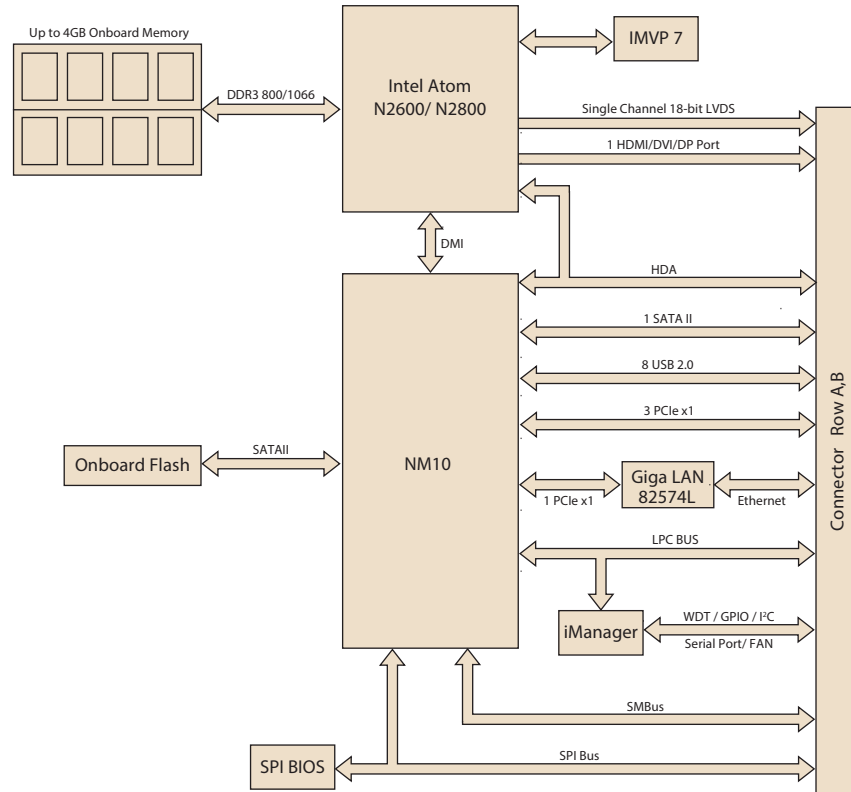 Up to 4GB Onboard Memory
DDR3 800/1066
Intel Atom
N2600/ N2800
IMVP 7
Single Channel 18-bit LVDS
1 HDMI/DVI/DP Port
DMI
HDA
1 SATA II
8 USB 2.0
3 PCIe x1
Onboard Flash
SATAII
NM10
1 PCIe x1
Giga LAN
82574L
Ethernet
LPC BUS
iManager
WDT / GPIO / I²C
Serial Port/ FAN
SMBus
SPI BIOS
SPI Bus
Connector Row A,B